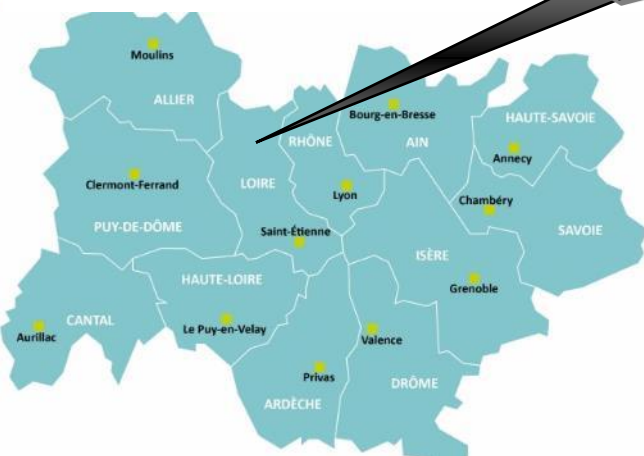 Moulins
ALLIER
Bourg-en-Bresse
HAUTE-SAVOIE
RHÔNE
AIN
Annecy
Clermont-Ferrand
LOIRE
Lyon
Chambéry
PUY-DE-DÔME
Saint-Étienne
SAVOIE
ISÈRE
HAUTE-LOIRE
Grenoble
CANTAL
Le Puy-en-Velay
Aurillac
Valence
Privas
DRÔME
ARDÈCHE